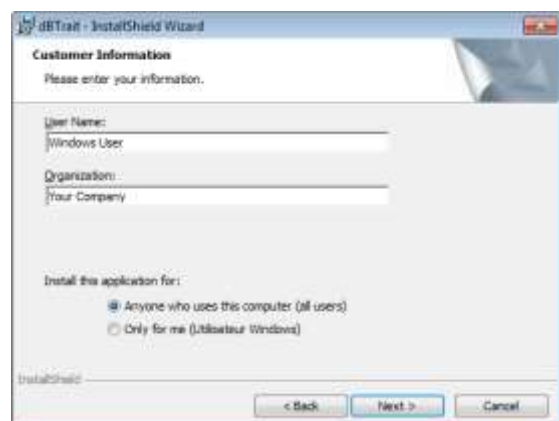 dBTrait - InstallShield Wizard
Customer Information
Please enter your information.
User Name:
Windows User
Organization:
Your Company
Install this application for:
Anyone who uses this computer (all users)
Only for me (Utilisateur Windows)
InstallShield
< Back
Next >
Cancel